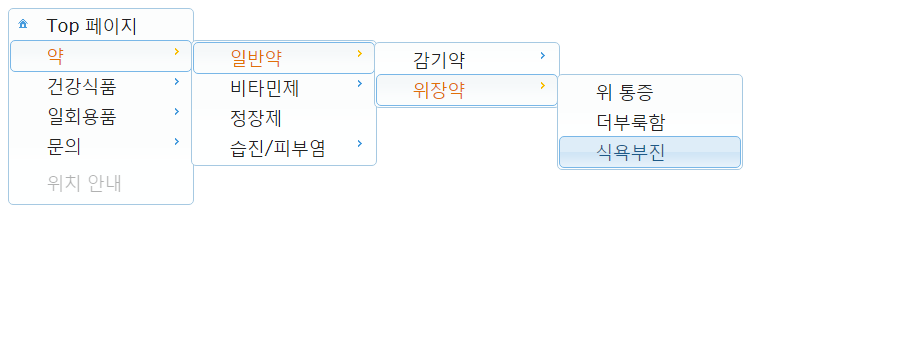 Top 페이지
약
건강식품
일회용품
문의
위치 안내
일반약
비타민제
정장제
습진/피부염
감기약
위장약
위 통증
더부룩함
식욕부진